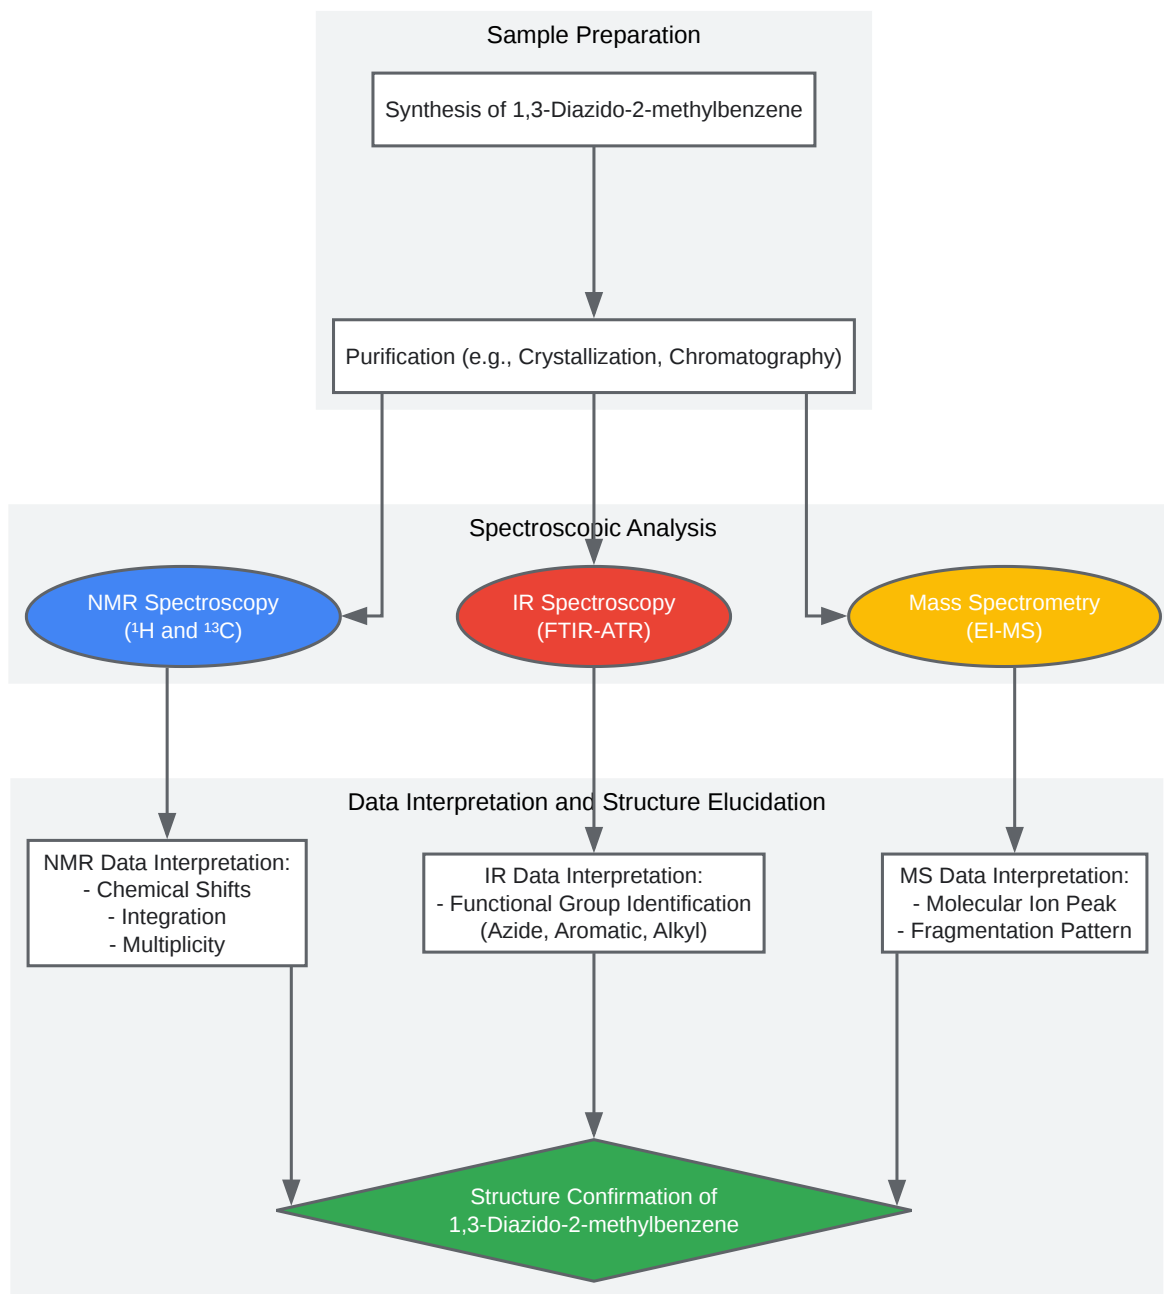 Sample Preparation
Synthesis of 1,3-Diazido-2-methylbenzene
Purification (e.g., Crystallization, Chromatography)
Spectroscopic Analysis
NMR Spectroscopy
(¹H and ¹³C)
IR Spectroscopy
(FTIR-ATR)
Mass Spectrometry
(EI-MS)
Data Interpretation and Structure Elucidation
NMR Data Interpretation:
- Chemical Shifts
- Integration
- Multiplicity
IR Data Interpretation:
- Functional Group Identification
(Azide, Aromatic, Alkyl)
MS Data Interpretation:
- Molecular Ion Peak
- Fragmentation Pattern
Structure Confirmation of
1,3-Diazido-2-methylbenzene